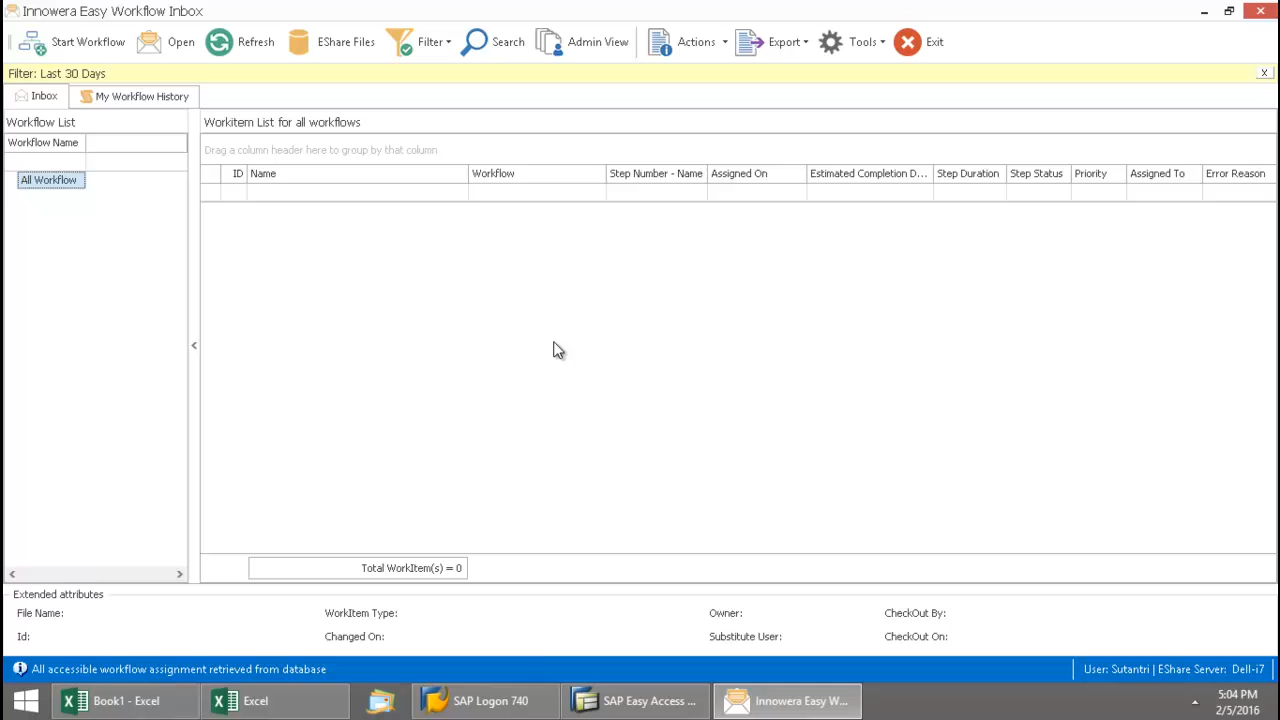 Innowera Easy Workflow Inbox
Start Workflow Open Refresh EShare Files Filter Search Admin View Actions Export Tools Exit
Filter: Last 30 Days x
Inbox My Workflow History
Workflow List
Workitem List for all workflows
Workflow Name
Drag a column header here to group by that column
ID Name Workflow Step Number - Name Assigned On Estimated Completion D... Step Duration Step Status Priority Assigned To Error Reason
All Workflow
Total WorkItem(s) = 0
Extended attributes
File Name: WorkItem Type: Owner: CheckOut By:
Id: Changed On: Substitute User: CheckOut On:
All accessible workflow assignment retrieved from database User: Sutantri | EShare Server: Dell-i7
Book1 - Excel Excel SAP Logon 740 SAP Easy Access ... Innowera Easy W...
5:04 PM
2/5/2016